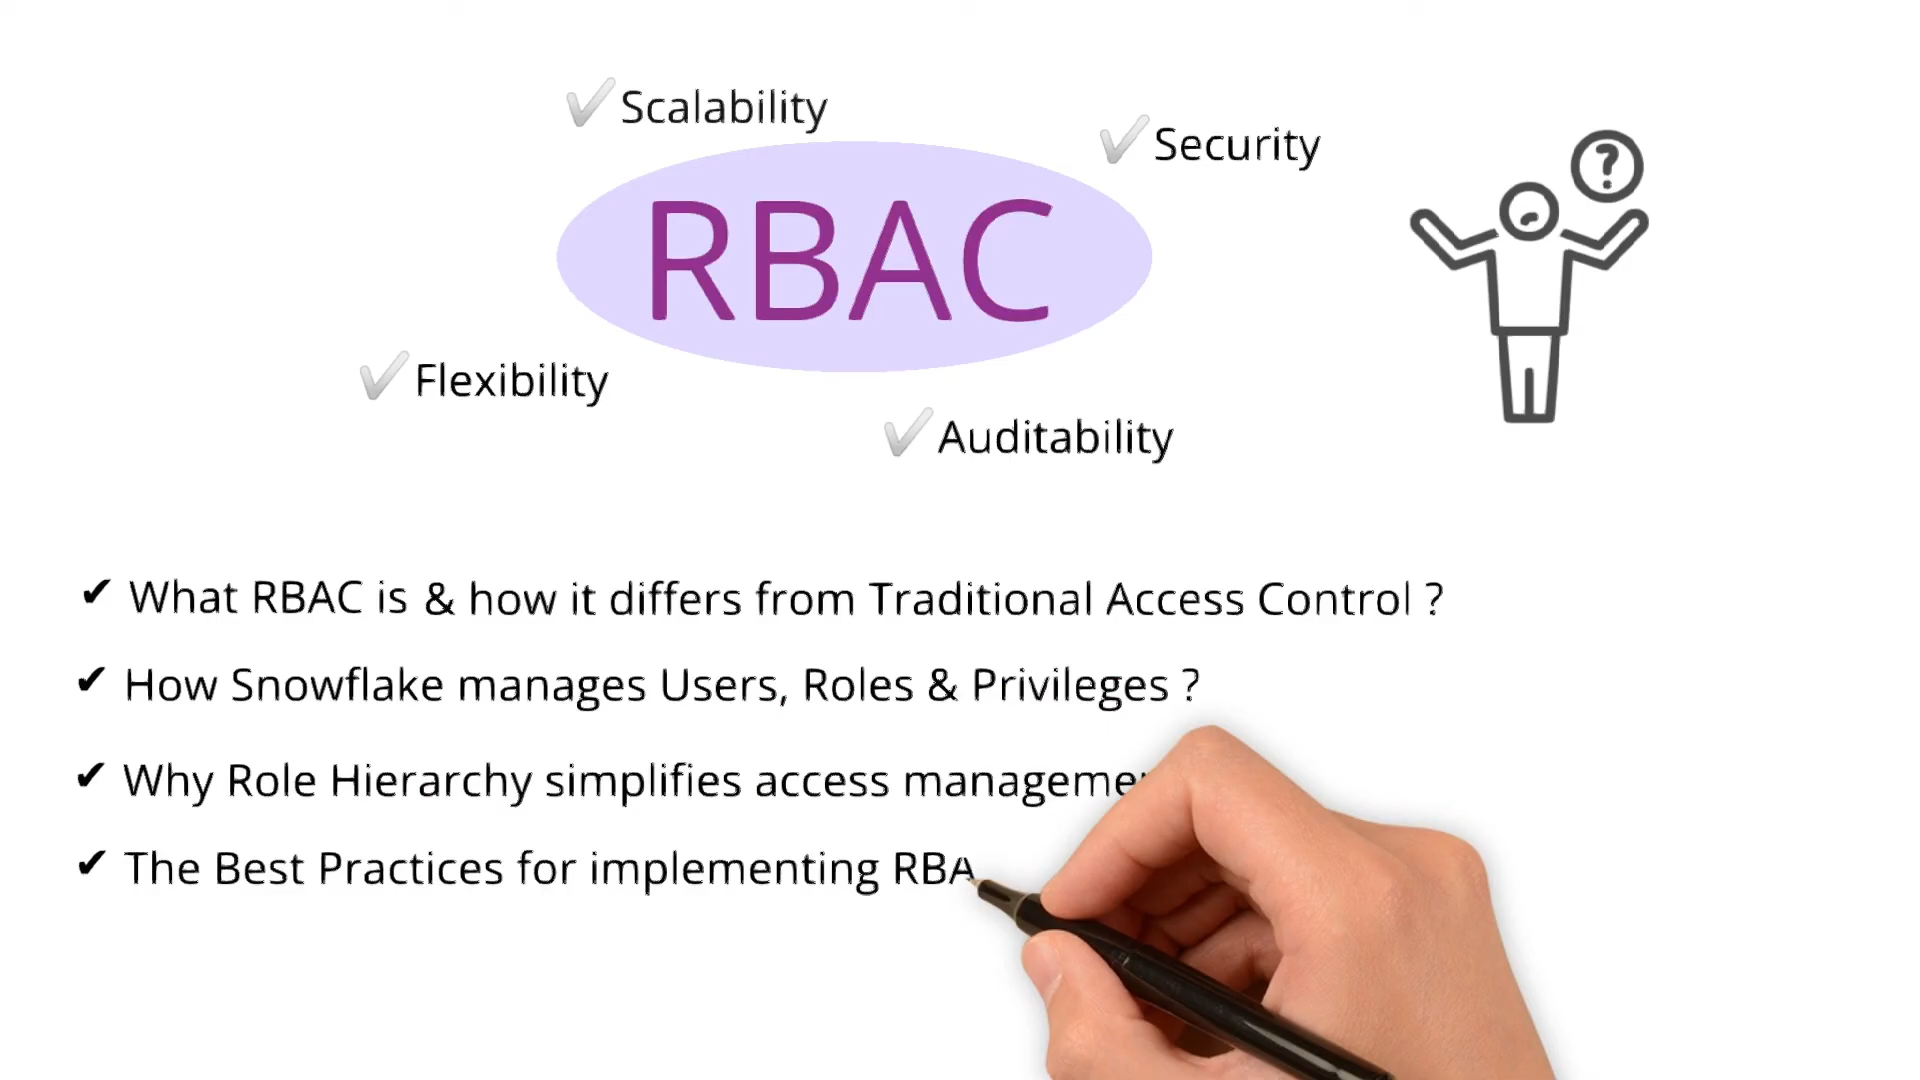 ✔Scalability
✔Security
RBAC
?
✔Flexibility
✔Auditability
✔ What RBAC is & how it differs from Traditional Access Control ?
✔ How Snowflake manages Users, Roles & Privileges ?
✔ Why Role Hierarchy simplifies access
✔ The Best Practices for implementing RBA